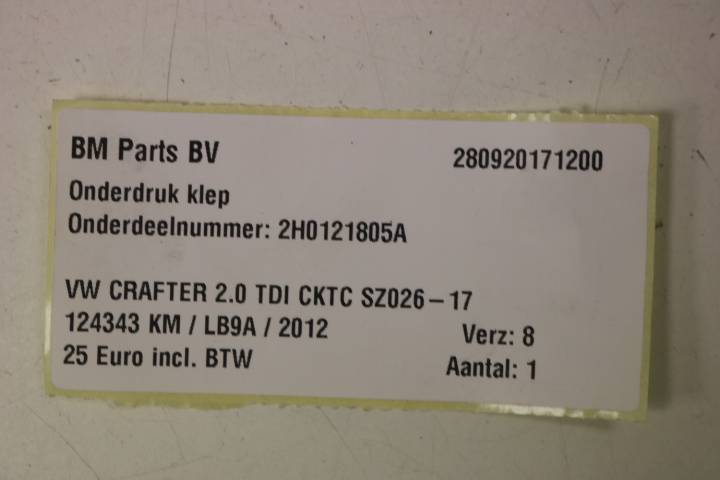 BM Parts BV 280920171200
Onderdruk klep
Onderdeelnummer: 2H0121805A
VW CRAFTER 2.0 TDI CKTC SZ026-17
124343 KM / LB9A / 2012 Verz: 8
25 Euro incl. BTW Aantal: 1